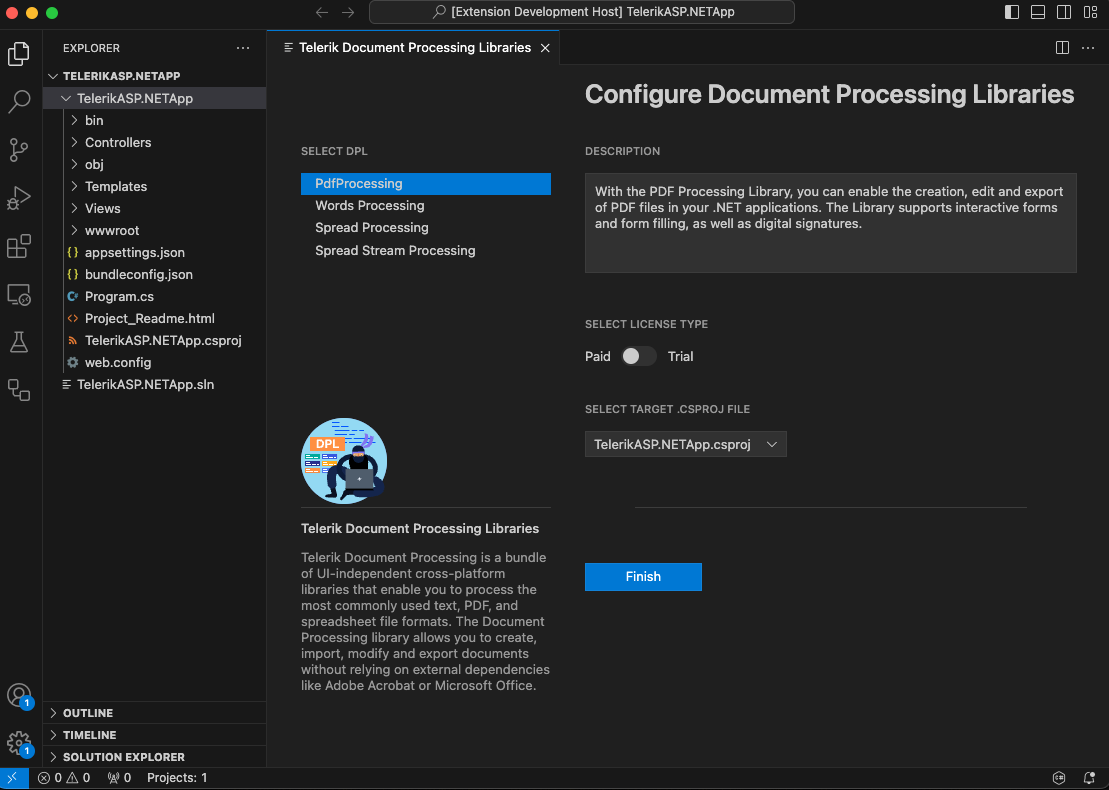 [Extension Development Host] TelerikASP.NETApp
EXPLORER
TELERIKASP.NETAPP
TelerikASP.NETApp
bin
Controllers
obj
Templates
Views
wwwroot
{} appsettings.json
{} bundleconfig.json
C# Program.cs
<> Project_Readme.html
TelerikASP.NETApp.csproj
web.config
TelerikASP.NETApp.sln
OUTLINE
TIMELINE
SOLUTION EXPLORER
1
1
Telerik Document Processing Libraries
SELECT DPL
PdfProcessing
Words Processing
Spread Processing
Spread Stream Processing
DPL
Telerik Document Processing Libraries
Telerik Document Processing is a bundle
of UI-independent cross-platform
libraries that enable you to process the
most commonly used text, PDF, and
spreadsheet file formats. The Document
Processing library allows you to create,
import, modify and export documents
without relying on external dependencies
like Adobe Acrobat or Microsoft Office.
Configure Document Processing Libraries
DESCRIPTION
With the PDF Processing Library, you can enable the creation, edit and export
of PDF files in your .NET applications. The Library supports interactive forms
and form filling, as well as digital signatures.
SELECT LICENSE TYPE
Paid Trial
SELECT TARGET .CSPROJ FILE
TelerikASP.NETApp.csproj
Finish
0 0 0 Projects: 1